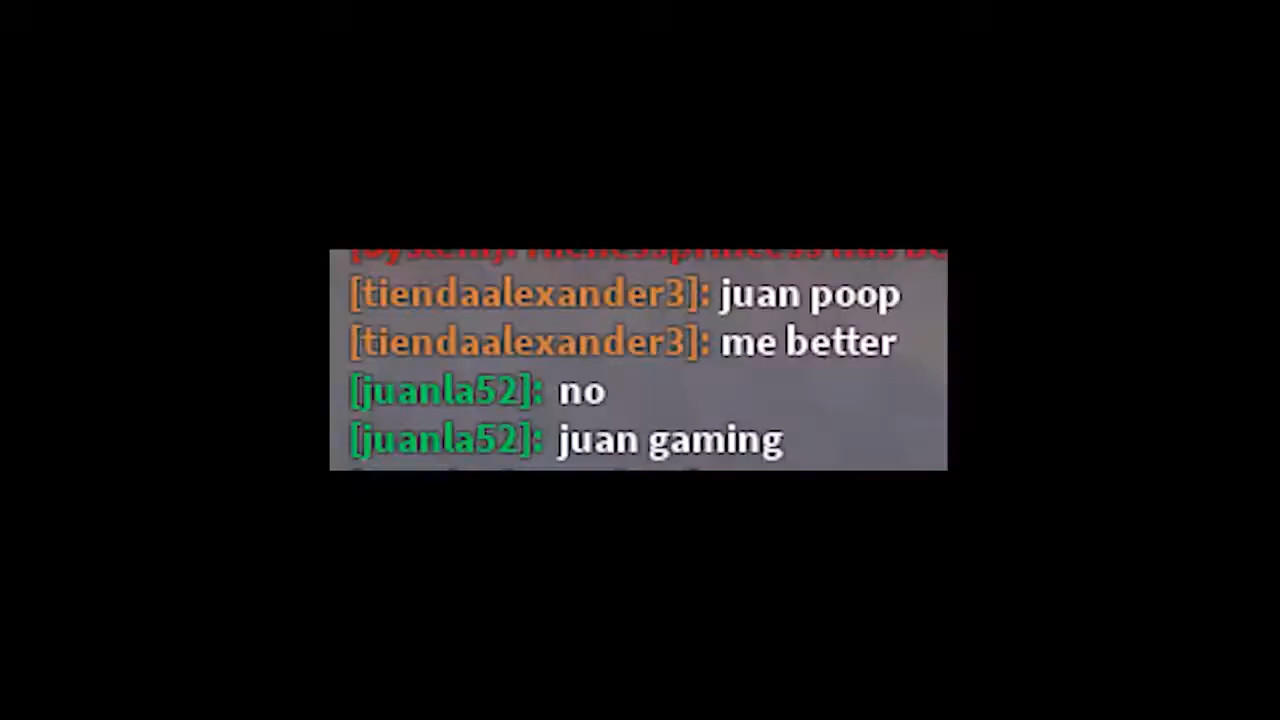 [tiendaalexander3]: juan poop
[tiendaalexander3]: me better
[juanla52]: no
[juanla52]: juan gaming